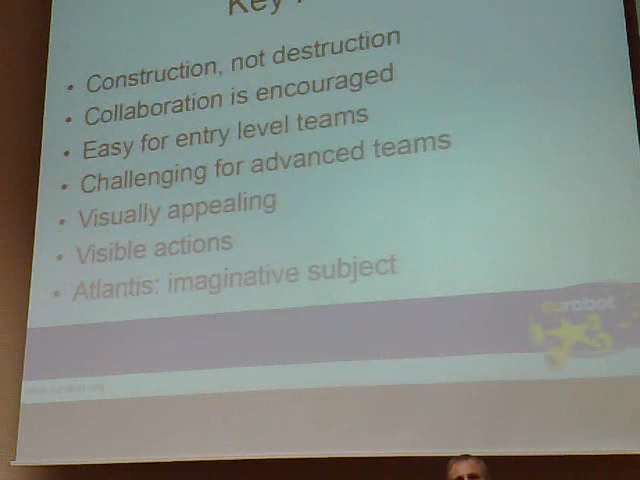 Key
• Construction, not destruction
• Collaboration is encouraged
• Easy for entry level teams
• Challenging for advanced teams
• Visually appealing
• Visible actions
• Atlantis: imaginative subject
eurobot